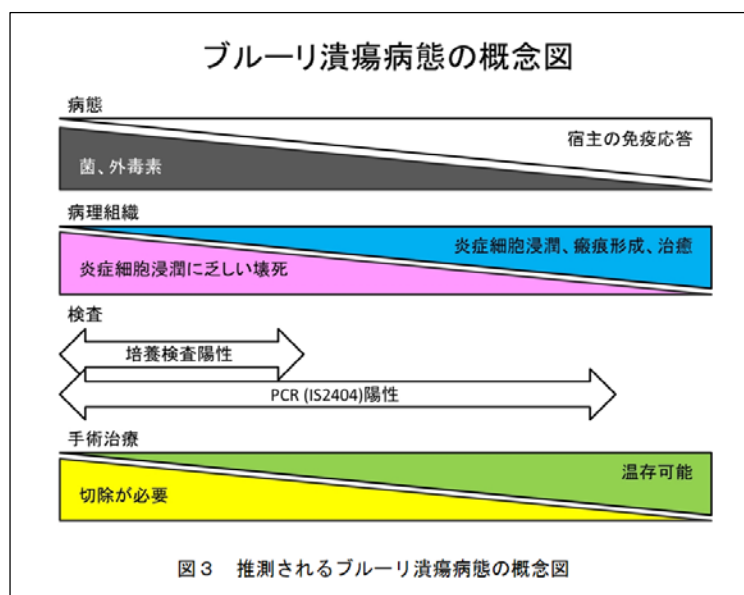 ブルーリ潰瘍病態の概念図
病態
宿主の免疫応答
菌、外毒素
病理組織
炎症細胞浸潤、瘢痕形成、治癒
炎症細胞浸潤に乏しい壊死
検査
培養検査陽性
PCR (IS2404)陽性
手術治療
温存可能
切除が必要
図3 推測されるブルーリ潰瘍病態の概念図